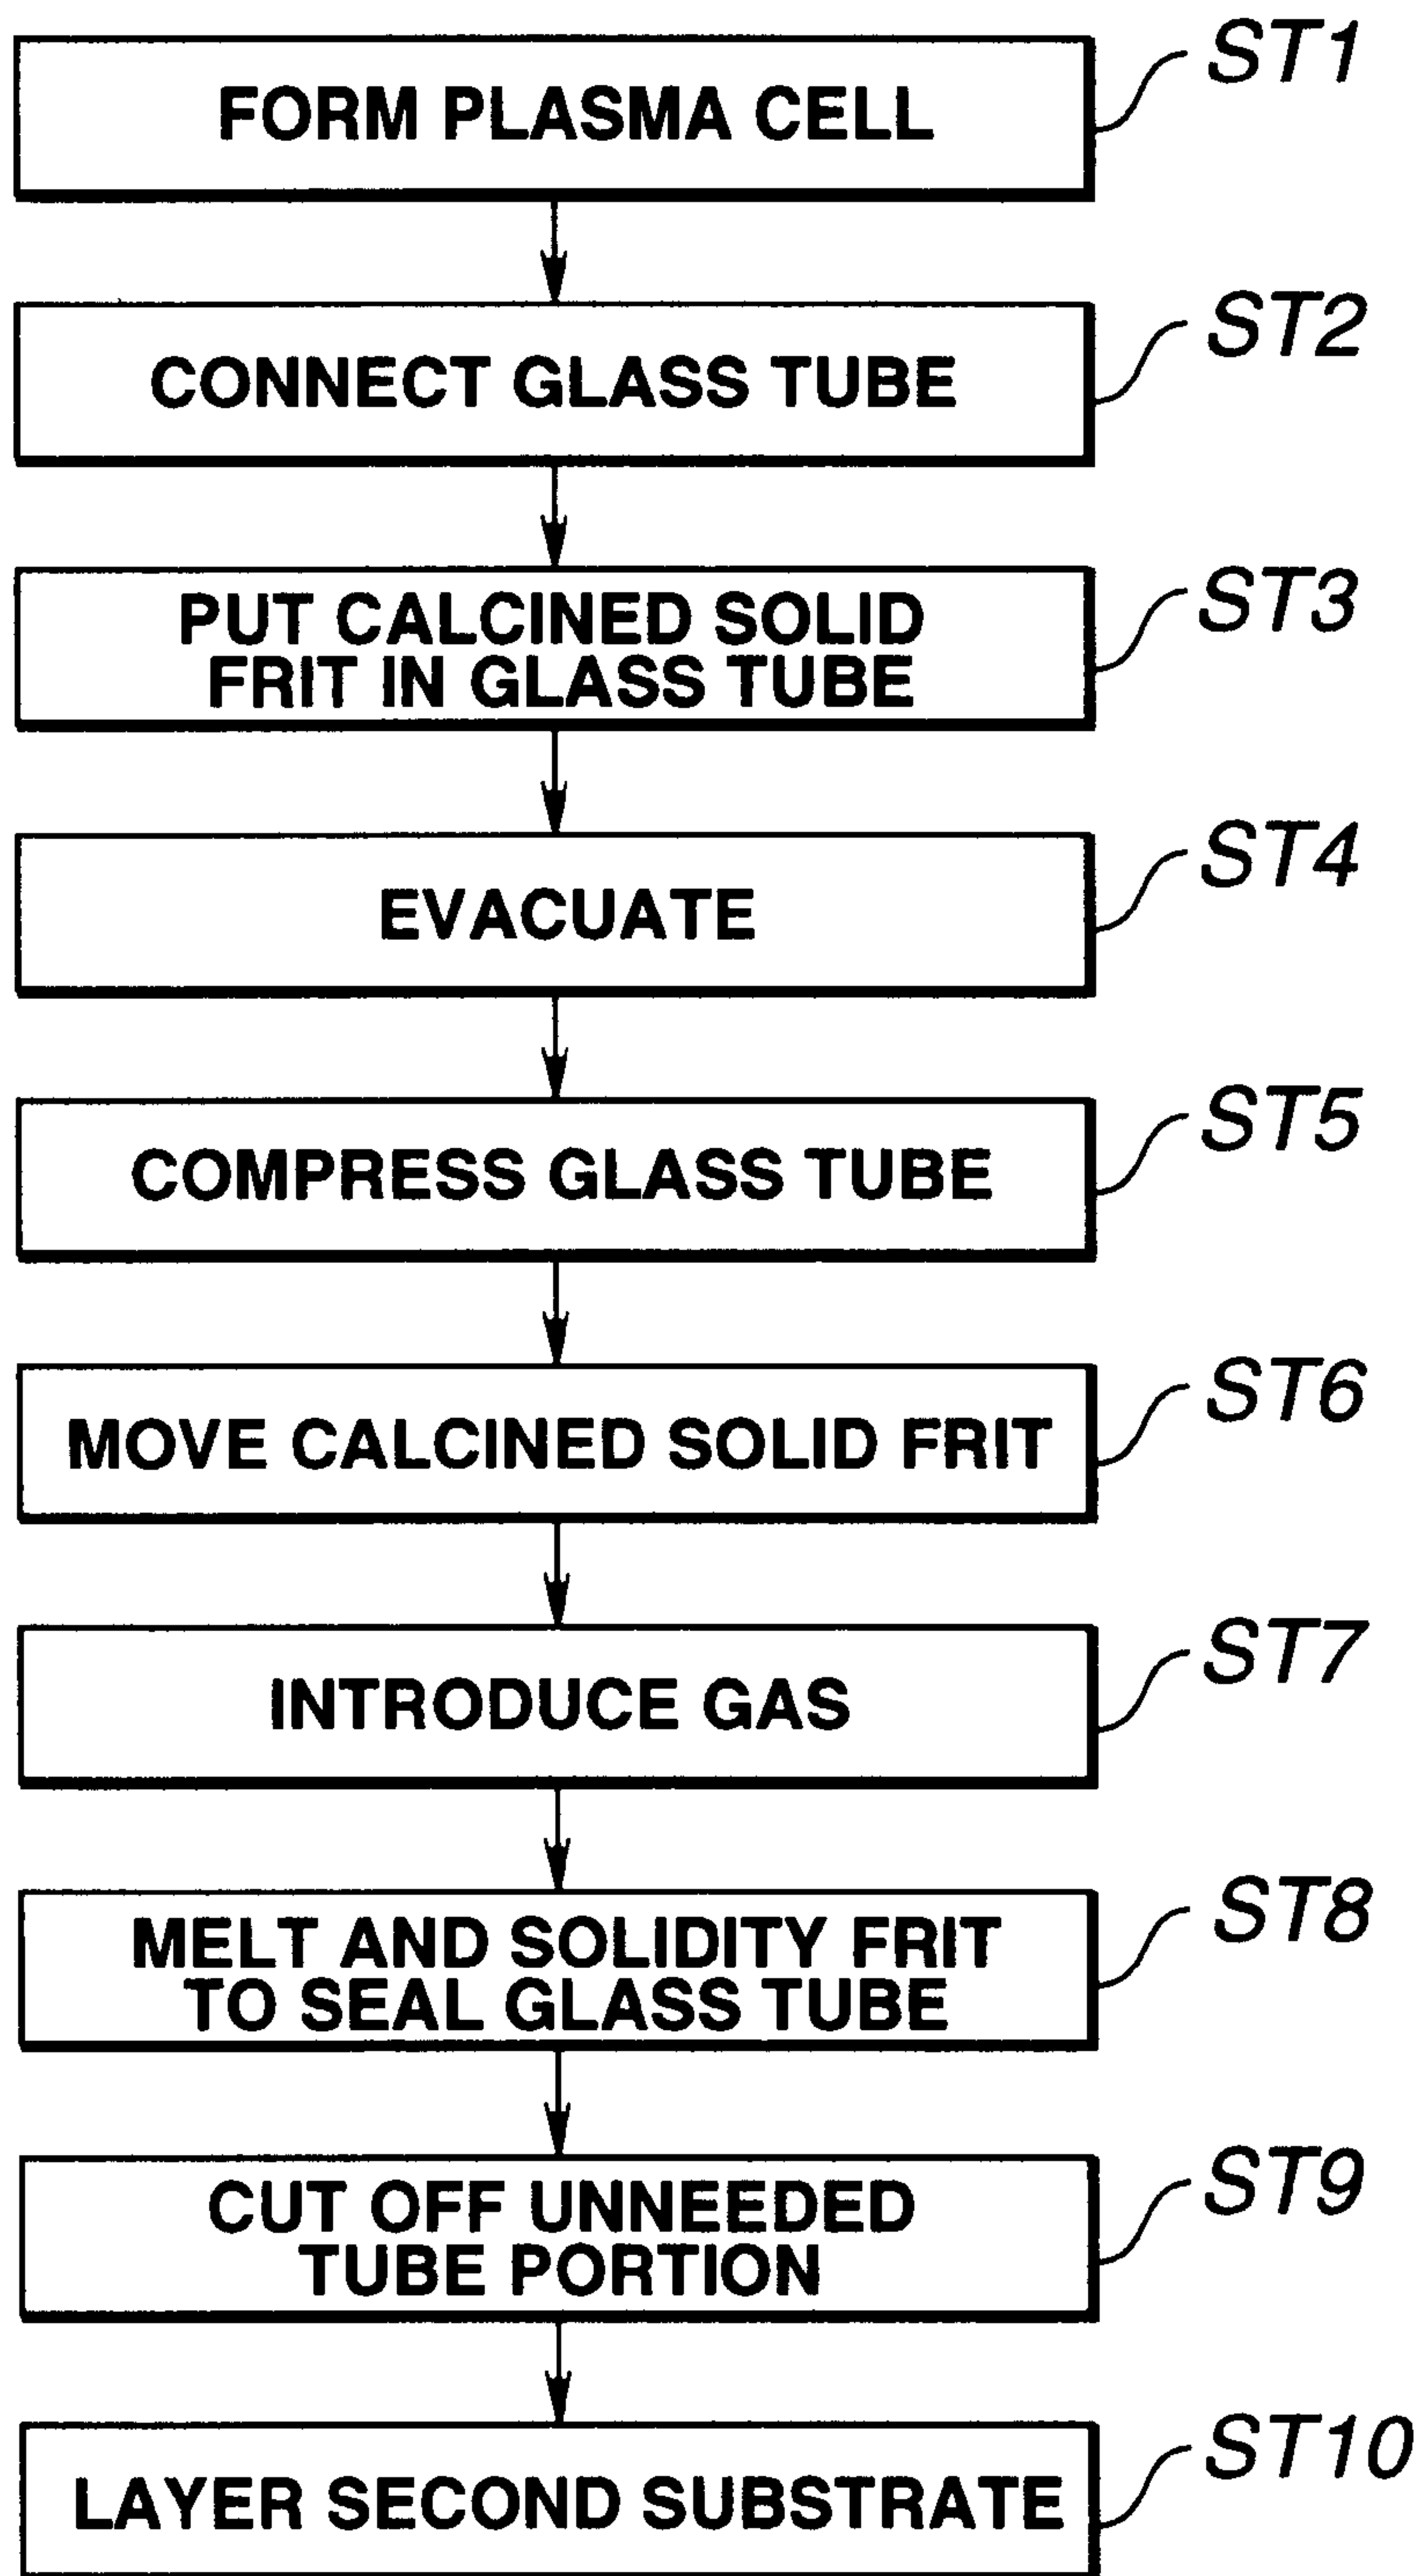 FORM PLASMA CELL
ST1
CONNECT GLASS TUBE
ST2
PUT CALCINED SOLID
FRIT IN GLASS TUBE
ST3
EVACUATE
ST4
COMPRESS GLASS TUBE
ST5
MOVE CALCINED SOLID FRIT
ST6
INTRODUCE GAS
ST7
MELT AND SOLIDITY FRIT
TO SEAL GLASS TUBE
ST8
CUT OFF UNNEEDED
TUBE PORTION
ST9
LAYER SECOND SUBSTRATE
ST10